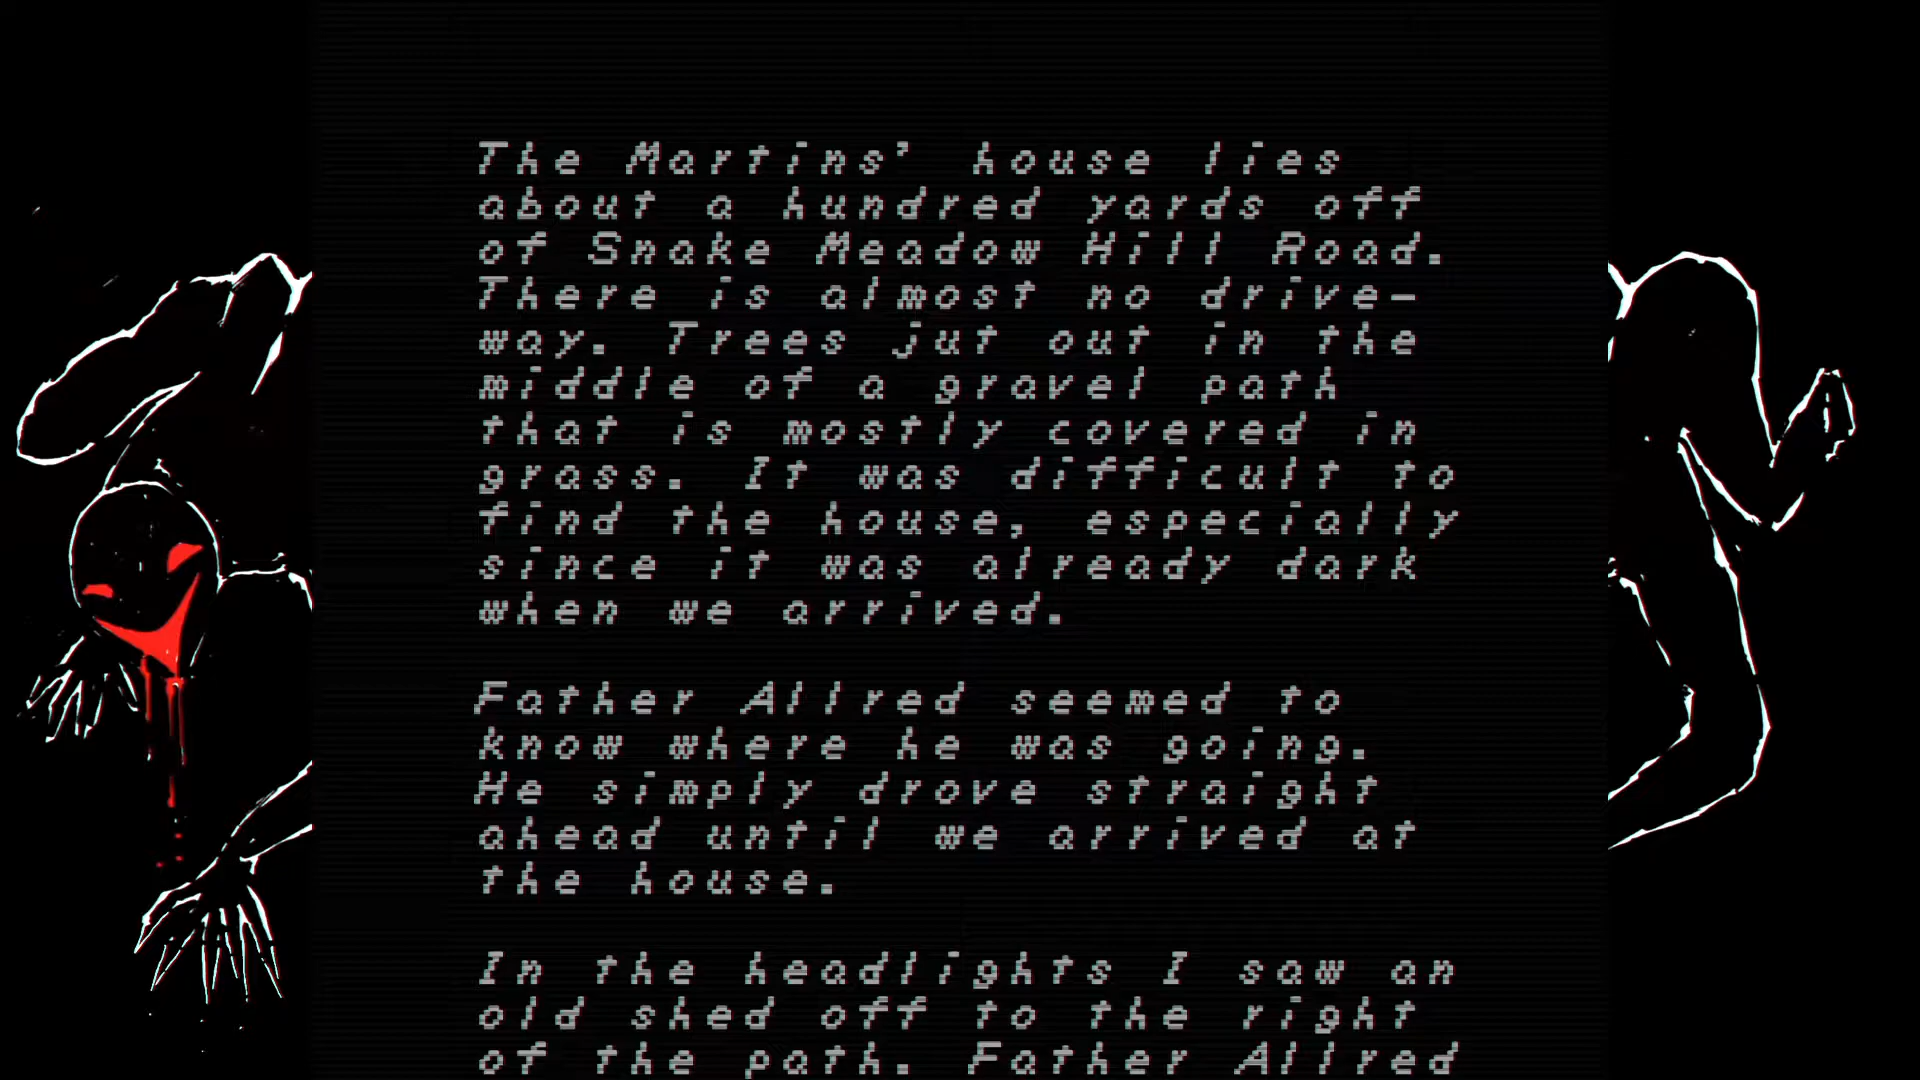 The Martins' house lies
about a hundred yards off
of Snake Meadow Hill Road.
There is almost no drive-
way. Trees jut out in the
middle of a gravel path
that is mostly covered in
grass. It was difficult to
find the house, especially
since it was already dark
when we arrived.
Father Allred seemed to
know where he was going.
He simply drove straight
ahead until we arrived at
the house.
In the headlights I saw an
old shed off to the right
of the path. Father Allred